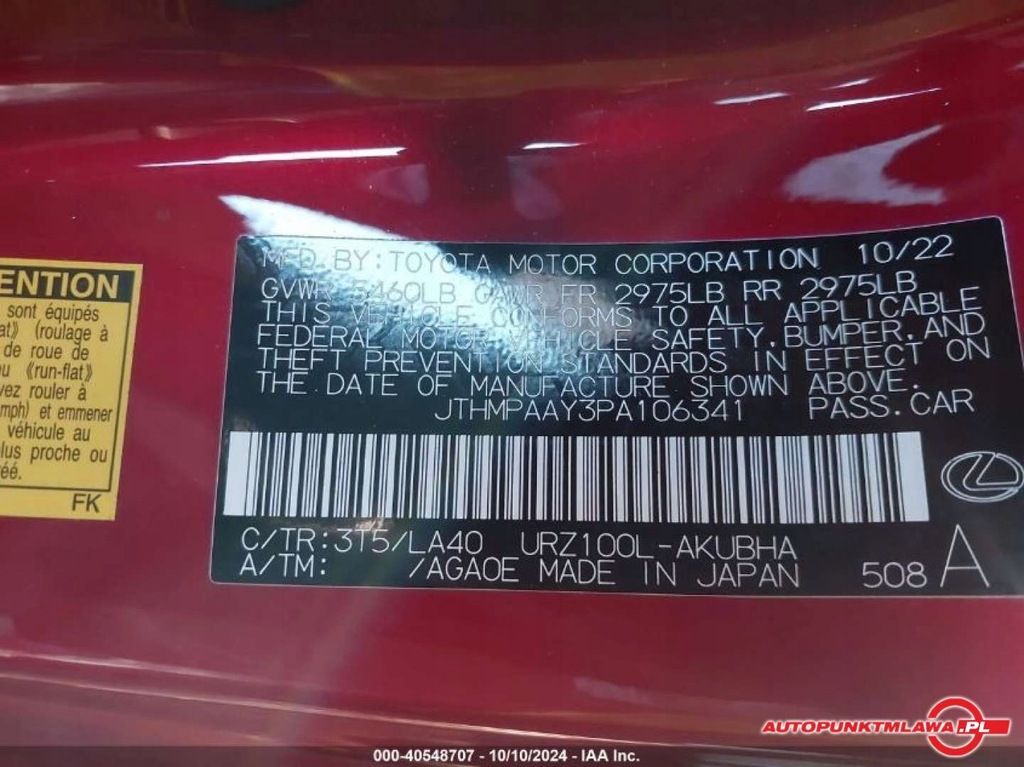 MFD BY:TOYOTA MOTOR CORPORATION 10/22
GVWR 5460LB GAWR FR 2975LB RR 2975LB
THIS VEHICLE CONFORMS TO ALL APPLICABLE
FEDERAL MOTOR VEHICLE SAFETY,BUMPER,AND
THEFT PREVENTION STANDARDS IN EFFECT ON
THE DATE OF MANUFACTURE SHOWN ABOVE.
JTHMPAAY3PA106341 PASS.CAR
C/TR:3T5/LA40 URZ100L-AKUBHA
A/TM: /AGA0E MADE IN JAPAN 508 A
ENTION
sont équipés
at》 (roulage à
de roue de
u 《run-flat》
vez rouler à
mph) et emmener
véhicule au
plus proche ou
réé.
FK
AUTOPUNKTMLAWA.PL
000-40548707 - 10/10/2024 - IAA Inc.